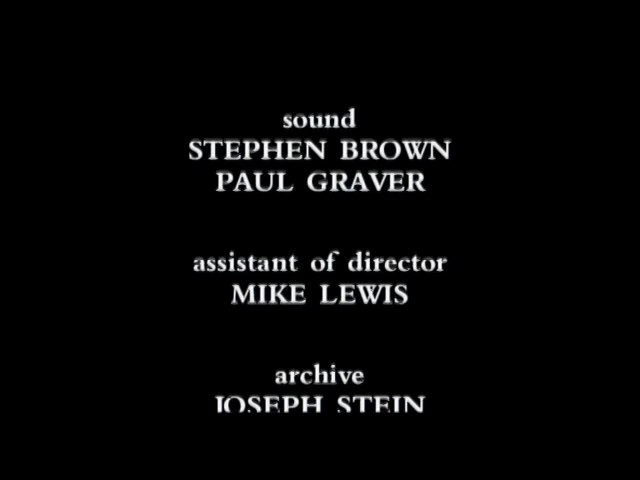 sound
STEPHEN BROWN
PAUL GRAVER
assistant of director
MIKE LEWIS
archive
JOSEPH STEIN